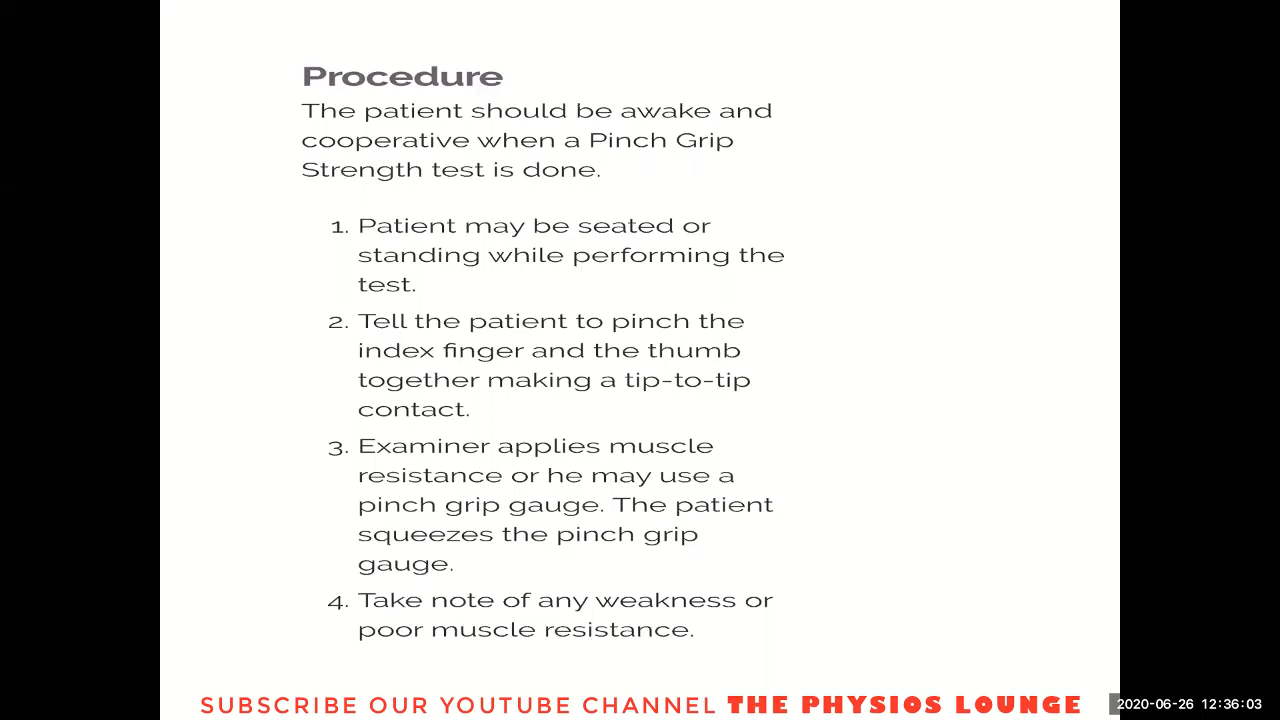 Procedure
The patient should be awake and
cooperative when a Pinch Grip
Strength test is done.
1. Patient may be seated or
standing while performing the
test.
2. Tell the patient to pinch the
index finger and the thumb
together making a tip-to-tip
contact.
3. Examiner applies muscle
resistance or he may use a
pinch grip gauge. The patient
squeezes the pinch grip
gauge.
4. Take note of any weakness or
poor muscle resistance.
SUBSCRIBE OUR YOUTUBE CHANNEL THE PHYSIOS LOUNGE
2020-06-26 12:36:03